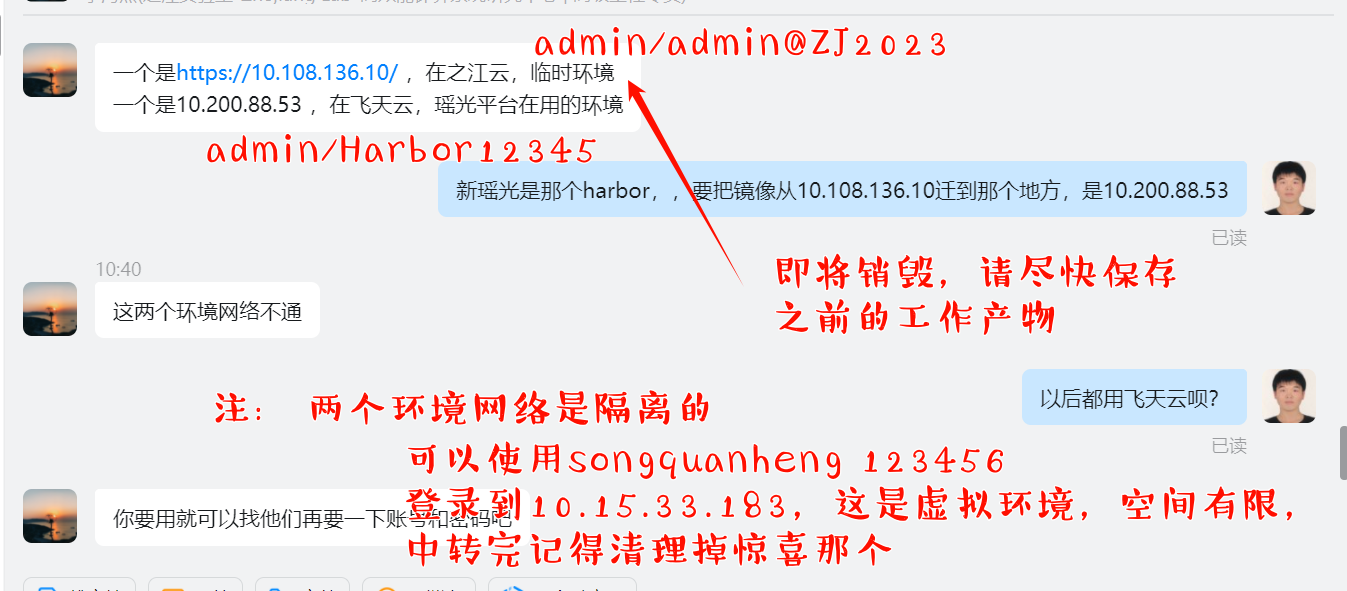 admin/admin@ZJ2023
一个是https://10.108.136.10/ ，在之江云，临时环境
一个是10.200.88.53 ，在飞天云，瑶光平台在用的环境
admin/Harbor12345
新瑶光是那个harbor，，要把镜像从10.108.136.10迁到那个地方，是10.200.88.53
已读
即将销毁，请尽快保存
之前的工作产物
10:40
这两个环境网络不通
以后都用飞天云呗？
已读
注： 两个环境网络是隔离的
可以使用songquanheng 123456
登录到10.15.33.183，这是虚拟环境，空间有限，
你要用就可以找他们再要一下账号和密码吧
中转完记得清理掉惊喜那个